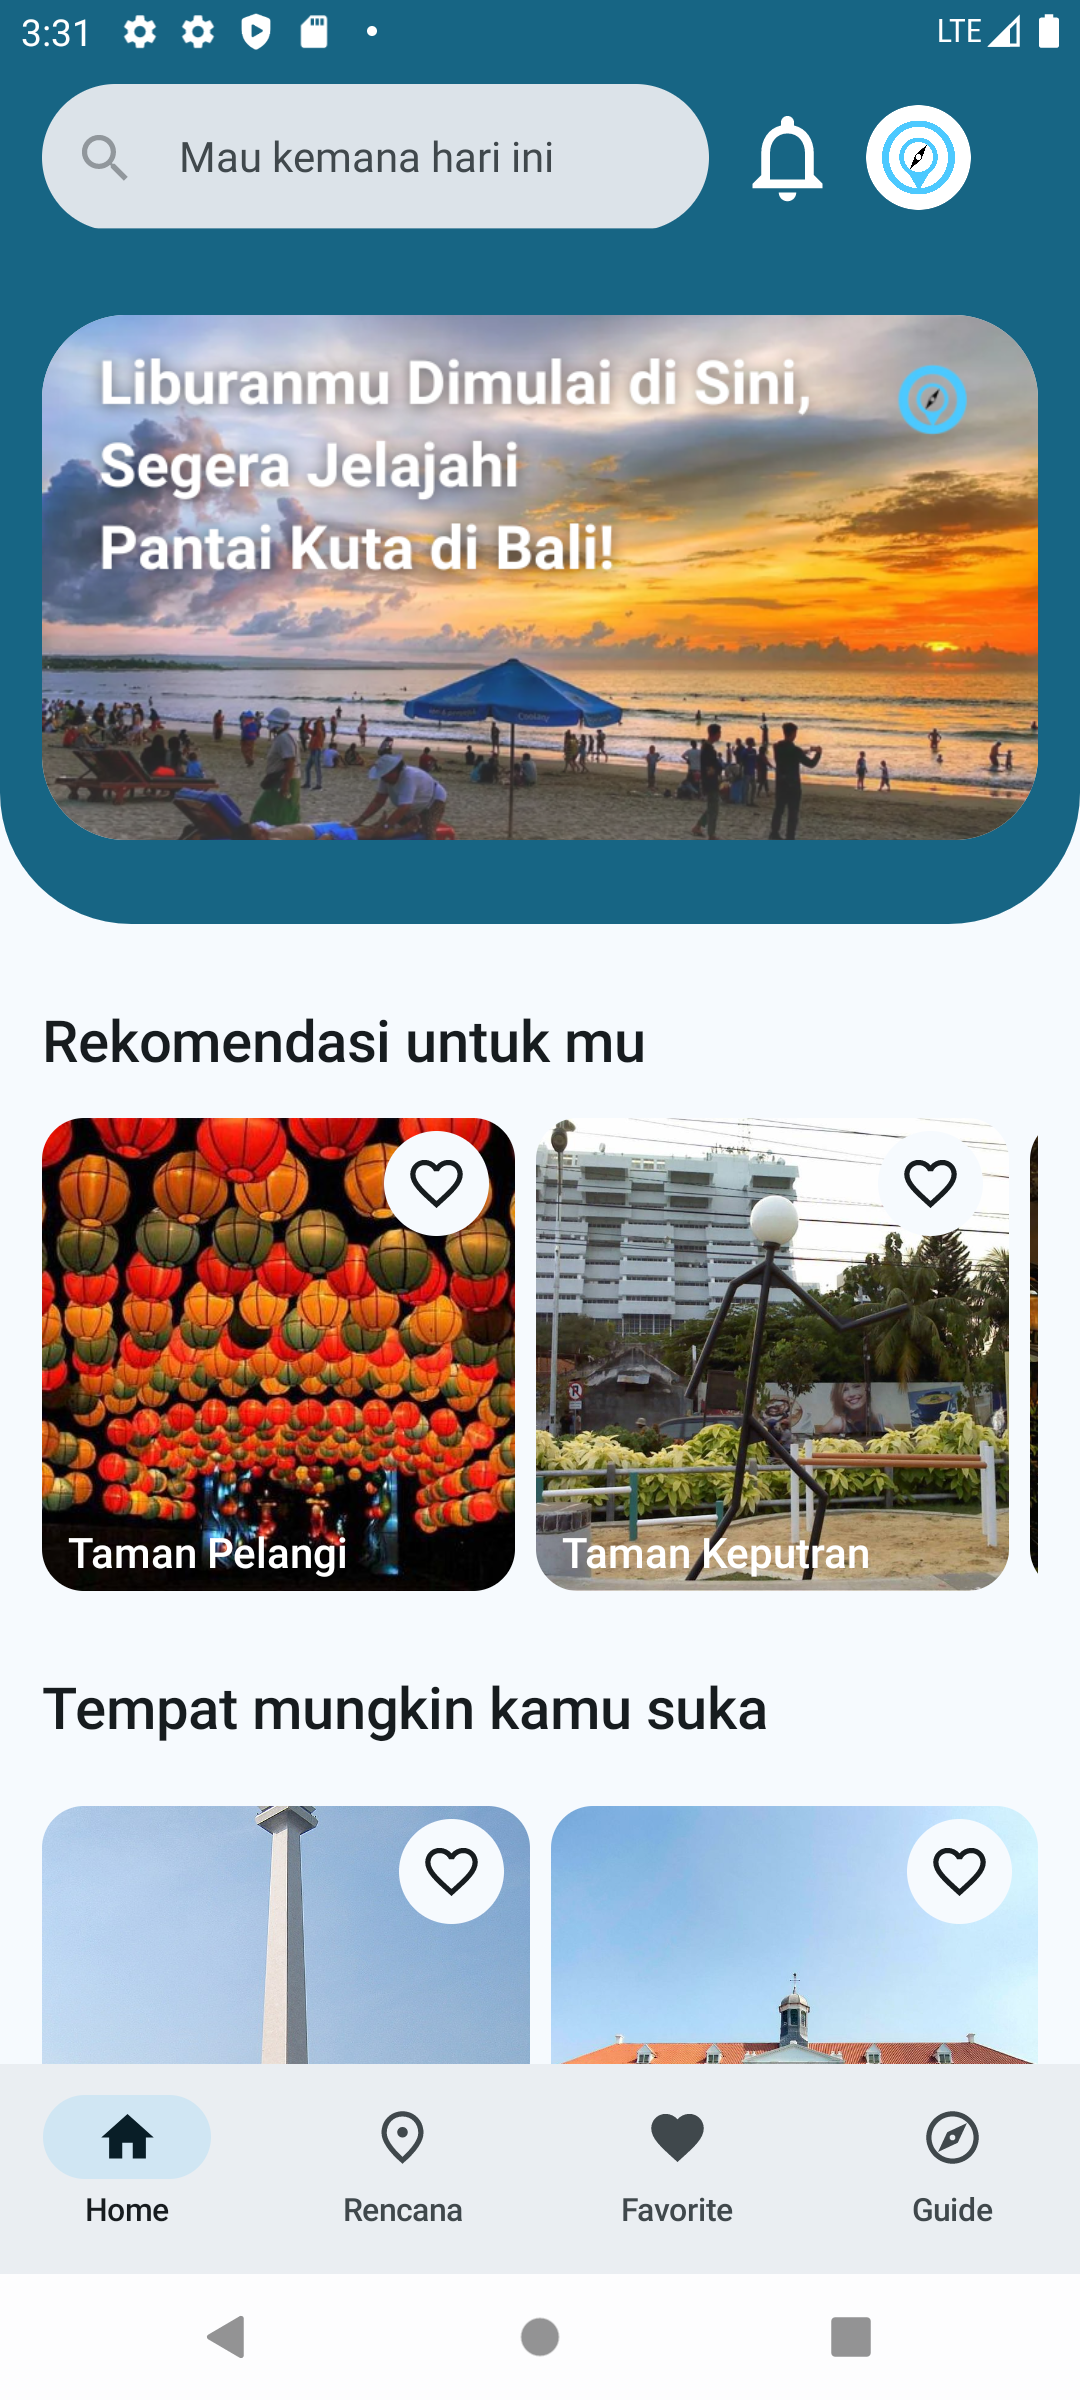 3:31
LTE
Mau kemana hari ini
Liburanmu Dimulai di Sini,
Segera Jelajahi
Pantai Kuta di Bali!
Rekomendasi untuk mu
Taman Pelangi
Taman Keputran
Tempat mungkin kamu suka
Home
Rencana
Favorite
Guide